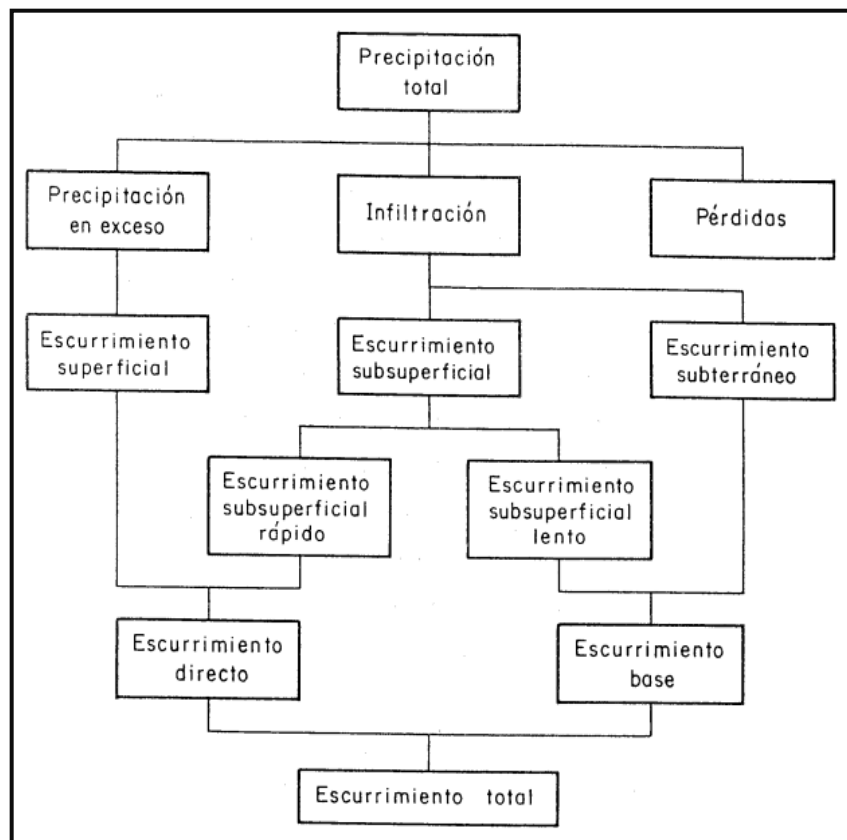 Precipitación
total
Precipitación
en exceso
Infiltración
Pérdidas
Escurrimiento
superficial
Escurrimiento
subsuperficial
Escurrimiento
subterráneo
Escurrimiento
subsuperficial
rápido
Escurrimiento
subsuperficial
lento
Escurrimiento
directo
Escurrimiento
base
Escurrimiento total